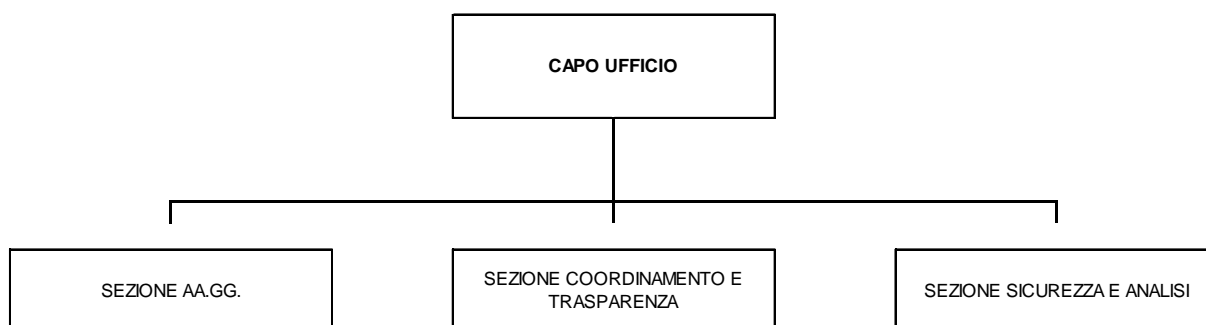 CAPO UFFICIO
SEZIONE AA.GG.
SEZIONE COORDINAMENTO E
TRASPARENZA
SEZIONE SICUREZZA E ANALISI